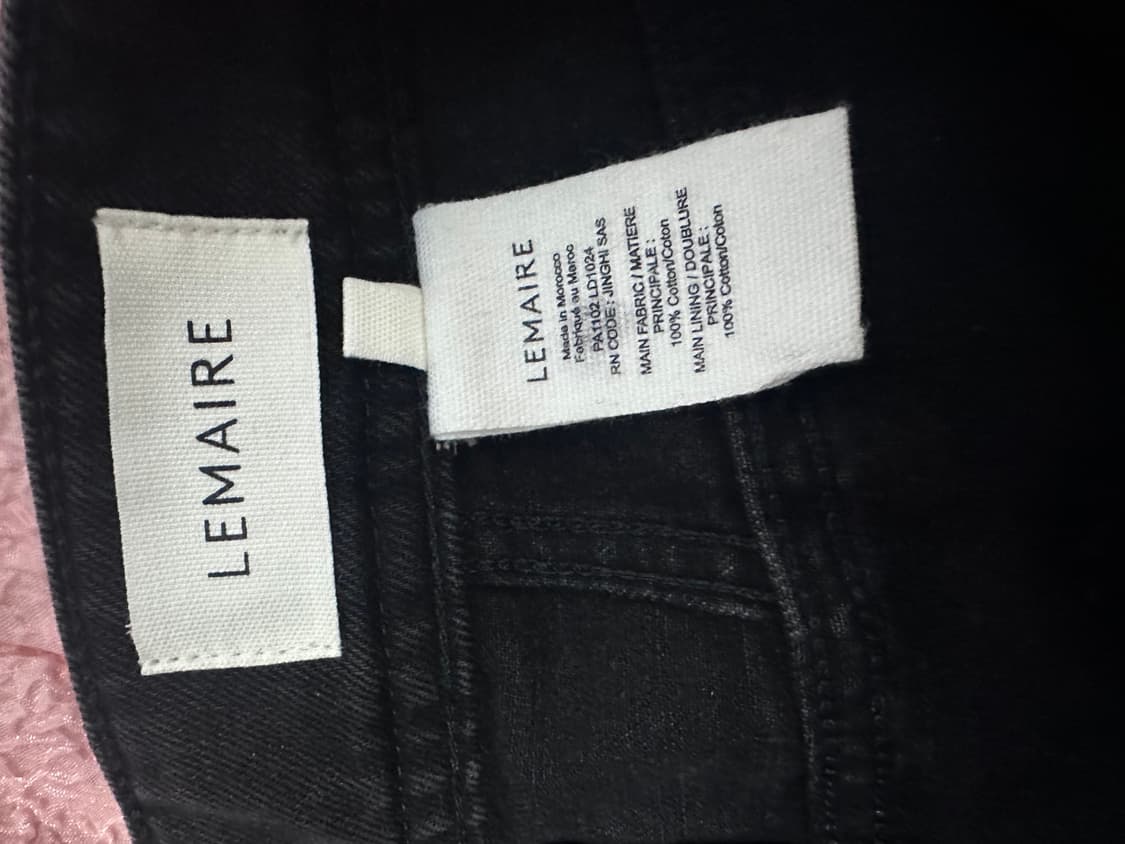 LEMAIRE
LEMAIRE
Made in Morocco
Fabriqué au Maroc
PA1102 LD1024
RN CODE : JINGHI SAS
MAIN FABRIC / MATIERE
PRINCIPALE :
100% Cotton/Coton
MAIN LINING / DOUBLURE
PRINCIPALE :
100% Cotton/Coton